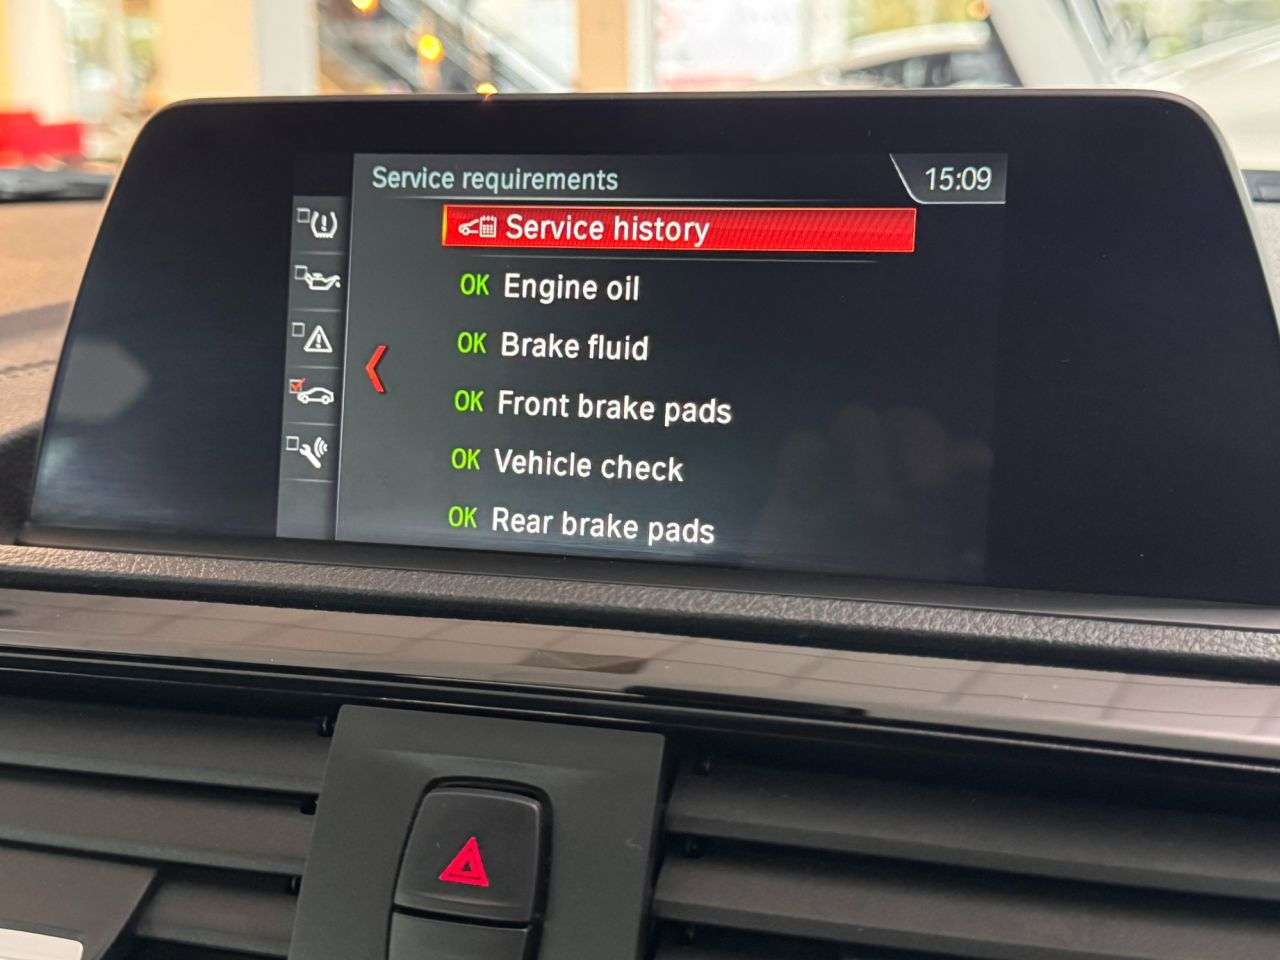 Service requirements
15:09
Service history
OK Engine oil
OK Brake fluid
OK Front brake pads
OK Vehicle check
OK Rear brake pads